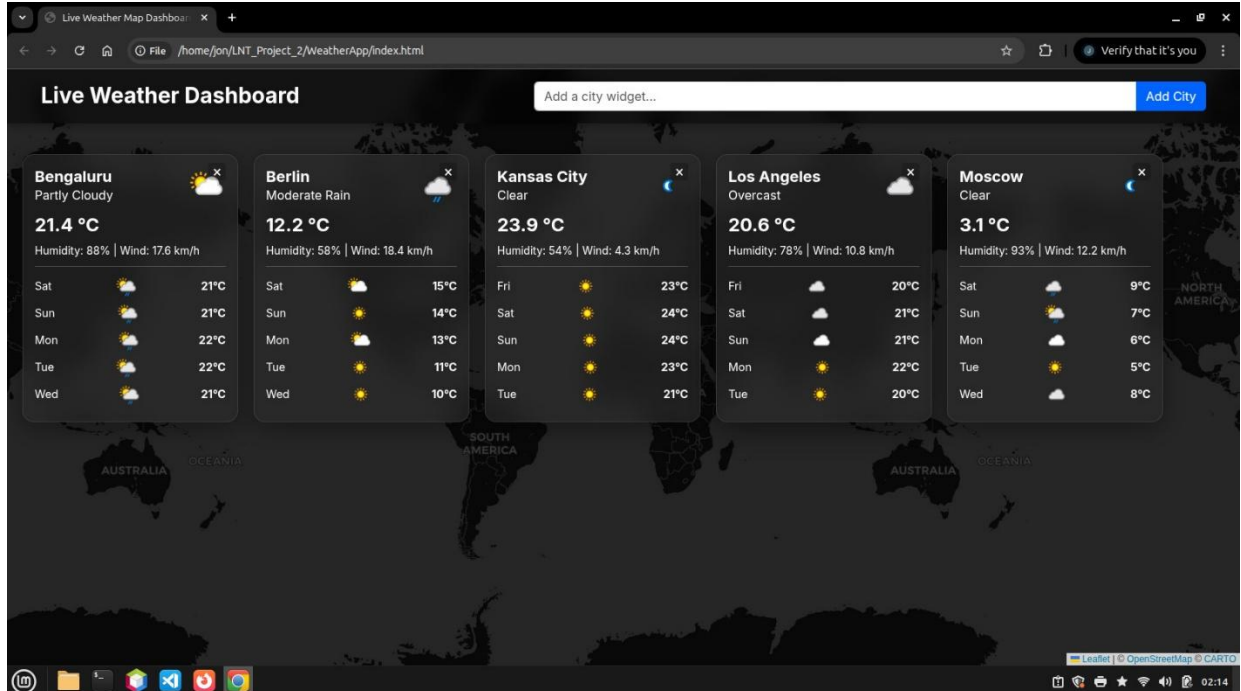 Live Weather Map Dashboar
File /home/jon/LNT_Project_2/WeatherApp/index.html
Verify that it's you
Live Weather Dashboard
Add a city widget...
Add City
Bengaluru
Partly Cloudy
21.4 °C
Humidity: 88% | Wind: 17.6 km/h
Sat 21°C
Sun 21°C
Mon 22°C
Tue 22°C
Wed 21°C
Berlin
Moderate Rain
12.2 °C
Humidity: 58% | Wind: 18.4 km/h
Sat 15°C
Sun 14°C
Mon 13°C
Tue 11°C
Wed 10°C
Kansas City
Clear
23.9 °C
Humidity: 54% | Wind: 4.3 km/h
Fri 23°C
Sat 24°C
Sun 24°C
Mon 23°C
Tue 21°C
Los Angeles
Overcast
20.6 °C
Humidity: 78% | Wind: 10.8 km/h
Fri 20°C
Sat 21°C
Sun 21°C
Mon 22°C
Tue 20°C
Moscow
Clear
3.1 °C
Humidity: 93% | Wind: 12.2 km/h
Sat 9°C
Sun 7°C
Mon 6°C
Tue 5°C
Wed 8°C
NORTH
AMERICA
SOUTH
AMERICA
OCEANIA
AUSTRALIA
OCEANIA
AUSTRALIA
Leaflet | © OpenStreetMap © CARTO
02:14